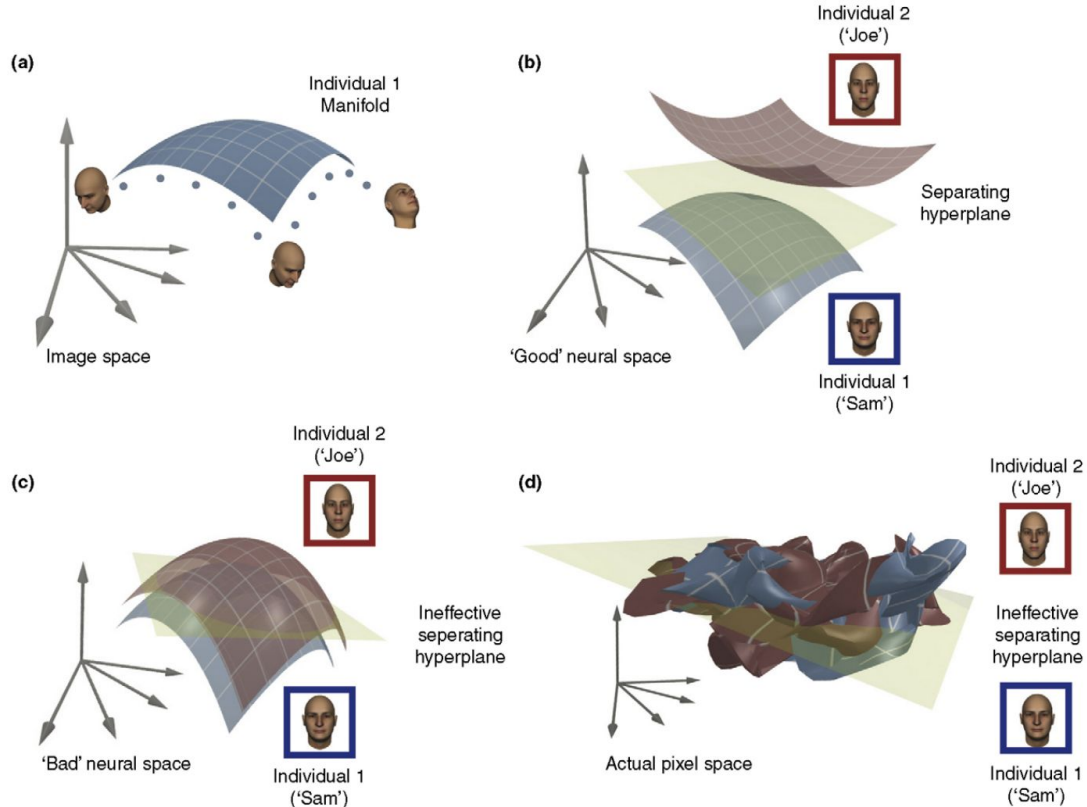 (a)
Individual 1
Manifold
Image space
(b)
Individual 2
(‘Joe’)
Separating
hyperplane
‘Good’ neural space
Individual 1
(‘Sam’)
(c)
Individual 2
(‘Joe’)
Ineffective
seperating
hyperplane
‘Bad’ neural space
Individual 1
(‘Sam’)
(d)
Individual 2
(‘Joe’)
Ineffective
separating
hyperplane
Actual pixel space
Individual 1
(‘Sam’)